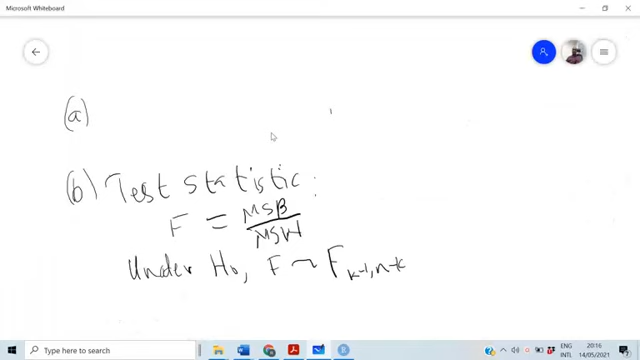 Microsoft Whiteboard
(a)
(b) Test statistic:
F = MSB/MSW
Under H₀, F ~ F k-1, n-k
Type here to search
ENG
INTL
20:16
14/05/2021